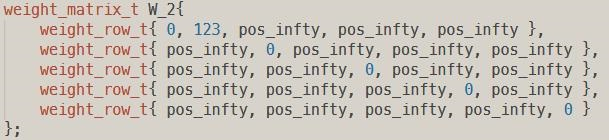 weight_matrix_t W_2{
    weight_row_t{ 0, 123, pos_infty, pos_infty, pos_infty },
    weight_row_t{ pos_infty, 0, pos_infty, pos_infty, pos_infty },
    weight_row_t{ pos_infty, pos_infty, 0, pos_infty, pos_infty },
    weight_row_t{ pos_infty, pos_infty, pos_infty, 0, pos_infty },
    weight_row_t{ pos_infty, pos_infty, pos_infty, pos_infty, 0 }
};